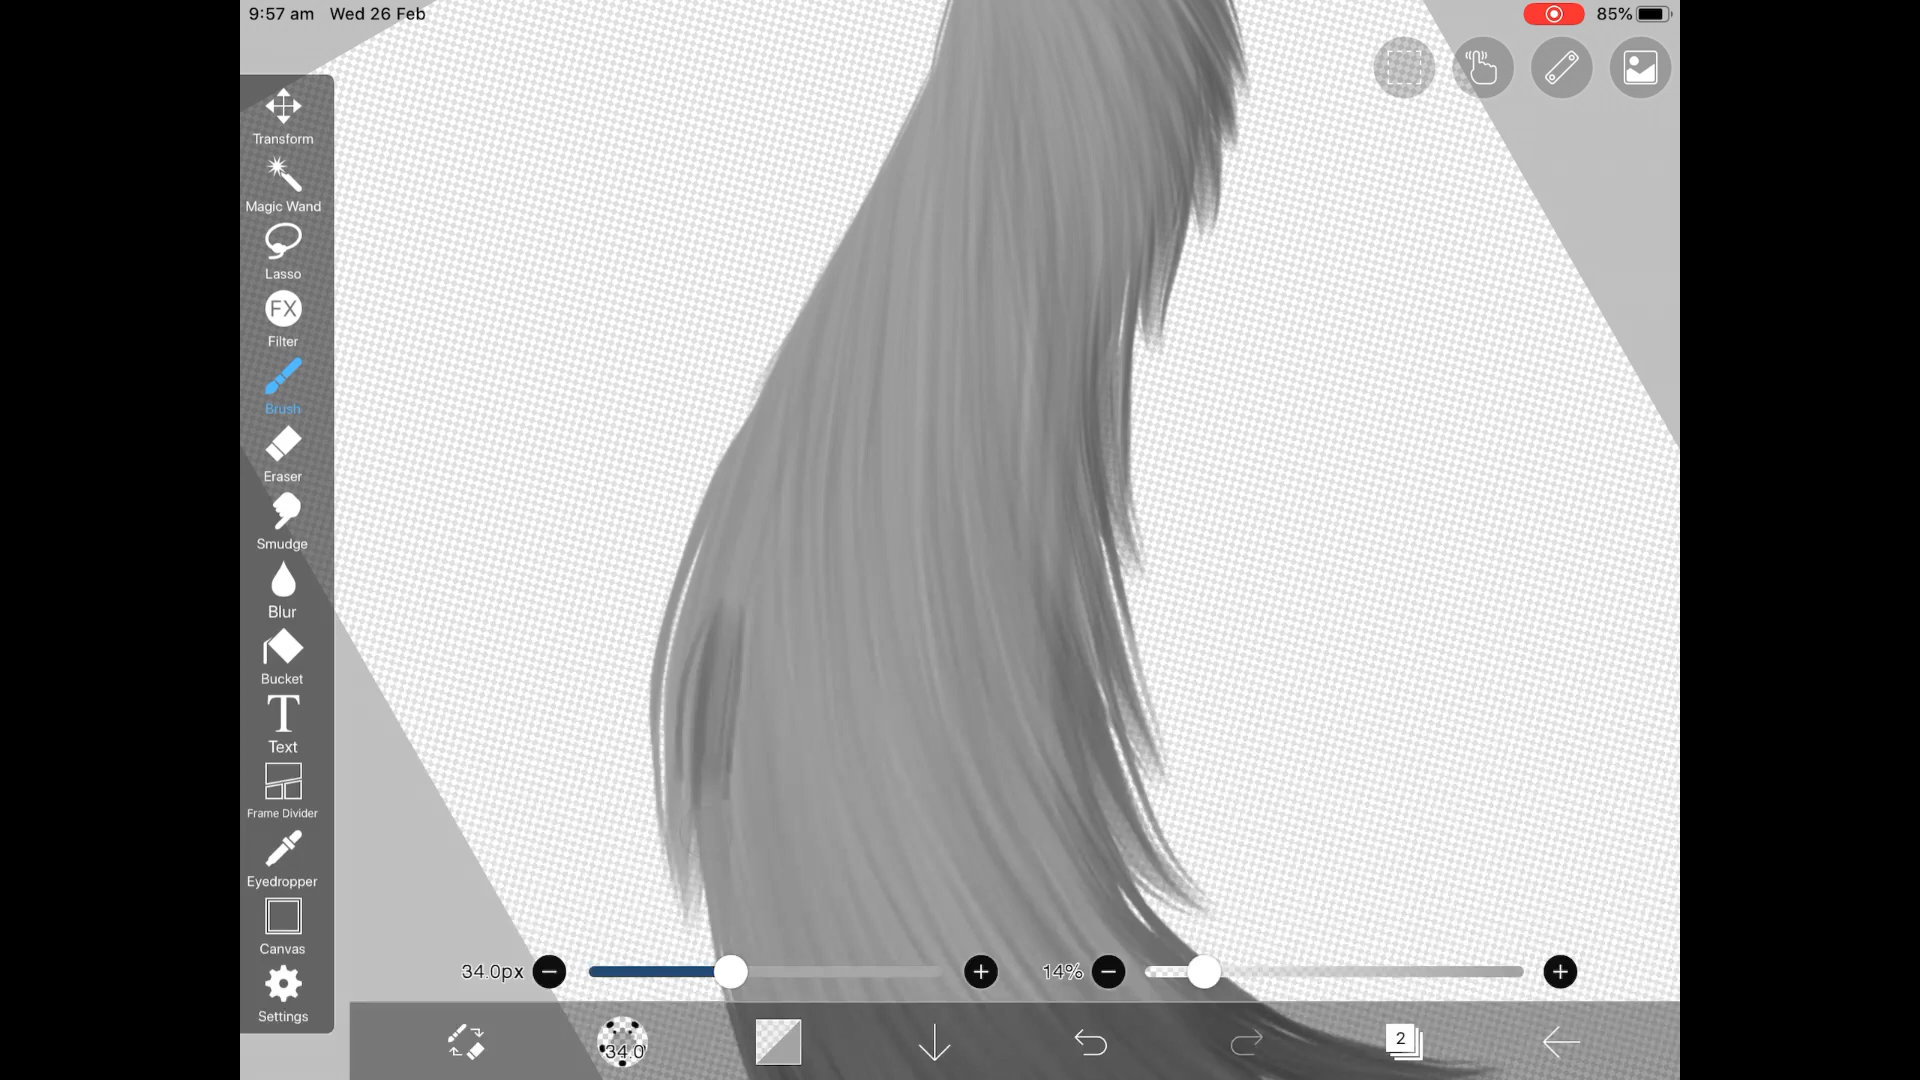 9:57 am Wed 26 Feb
85%
Transform
Magic Wand
Lasso
FX
Filter
Brush
Eraser
Smudge
Blur
Bucket
T
Text
Frame Divider
Eyedropper
Canvas
Settings
34.0px
14%
34.0
2